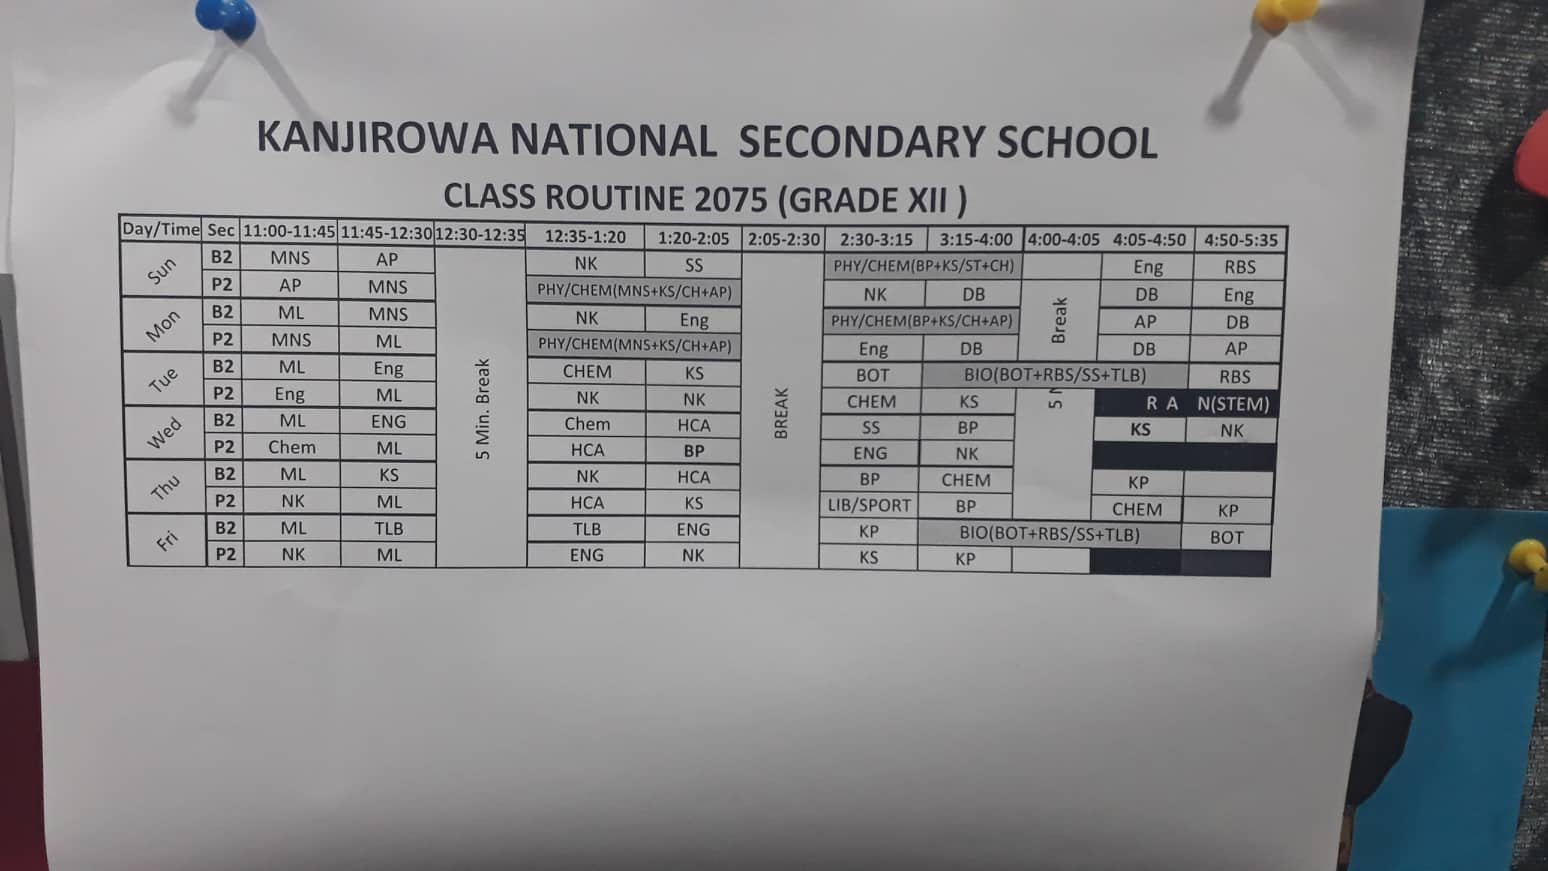 KANJIROWA NATIONAL SECONDARY SCHOOL
CLASS ROUTINE 2075 (GRADE XII )
Day/Time Sec 11:00-11:45 11:45-12:30 12:30-12:35 12:35-1:20 1:20-2:05 2:05-2:30 2:30-3:15 3:15-4:00 4:00-4:05 4:05-4:50 4:50-5:35
Sun B2 MNS AP NK SS PHY/CHEM(BP+KS/ST+CH) Eng RBS
P2 AP MNS PHY/CHEM(MNS+KS/CH+AP) NK DB DB Eng
Mon B2 ML MNS NK Eng PHY/CHEM(BP+KS/CH+AP) Break AP DB
P2 MNS ML PHY/CHEM(MNS+KS/CH+AP) Eng DB DB AP
Tue B2 ML Eng CHEM KS BOT BIO(BOT+RBS/SS+TLB) RBS
P2 Eng ML NK NK CHEM KS 5 R A N(STEM)
Wed B2 ML ENG 5 Min. Break Chem HCA BREAK SS BP KS NK
P2 Chem ML HCA BP ENG NK
Thu B2 ML KS NK HCA BP CHEM KP
P2 NK ML HCA KS LIB/SPORT BP CHEM KP
Fri B2 ML TLB TLB ENG KP BIO(BOT+RBS/SS+TLB) BOT
P2 NK ML ENG NK KS KP